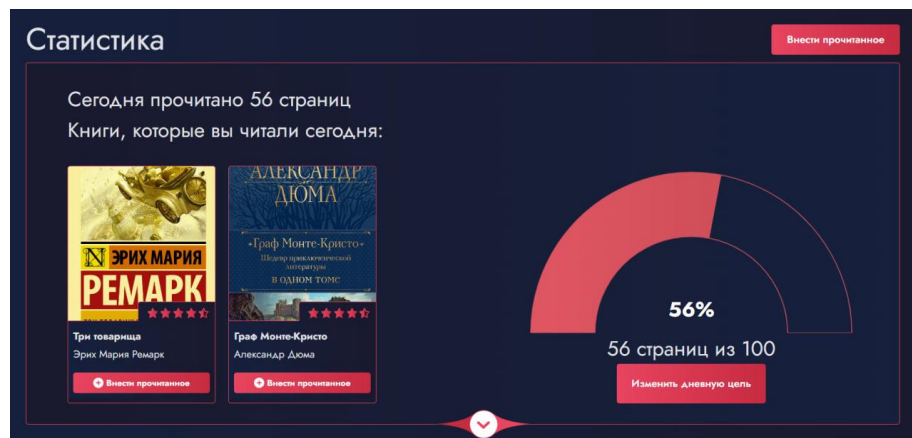 Статистика
Внести прочитанное
Сегодня прочитано 56 страниц
Книги, которые вы читали сегодня:
ЭРИХ МАРИЯ
РЕМАРК
Три товарища
Эрих Мария Ремарк
Внести прочитанное
АЛЕКСАНДР
ДЮМА
•Граф Монте-Кристо•
Шедевр приключенческой
литературы
В ОДНОМ ТОМЕ
Граф Монте-Кристо
Александр Дюма
Внести прочитанное
56%
56 страниц из 100
Изменить дневную цель